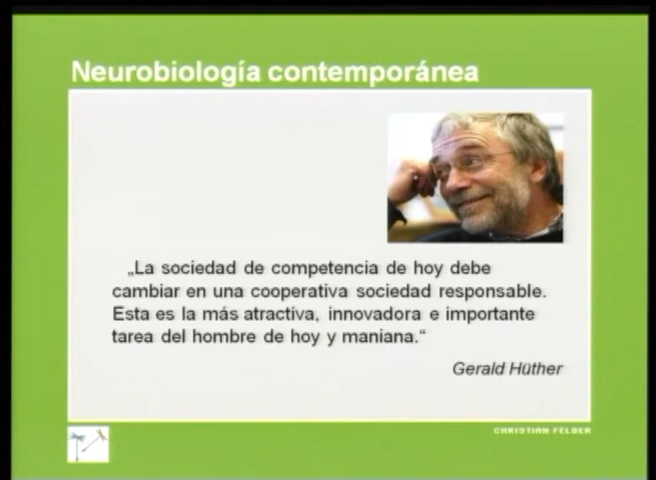 Neurobiología contemporánea
„La sociedad de competencia de hoy debe
cambiar en una cooperativa sociedad responsable.
Esta es la más atractiva, innovadora e importante
tarea del hombre de hoy y maniana.“
Gerald Hüther
CHRISTIAN FELBER